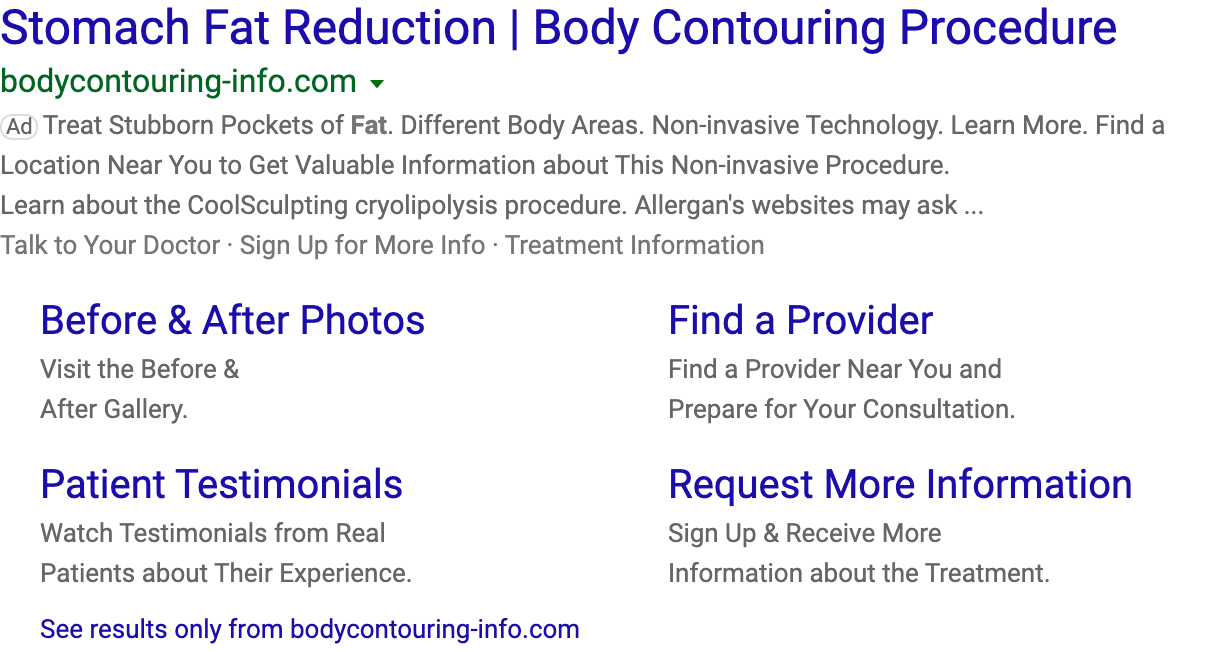 Stomach Fat Reduction | Body Contouring Procedure
bodycontouring-info.com
Ad Treat Stubborn Pockets of Fat. Different Body Areas. Non-invasive Technology. Learn More. Find a
Location Near You to Get Valuable Information about This Non-invasive Procedure.
Learn about the CoolSculpting cryolipolysis procedure. Allergan's websites may ask ...
Talk to Your Doctor · Sign Up for More Info · Treatment Information
Before & After Photos
Visit the Before &
After Gallery.
Find a Provider
Find a Provider Near You and
Prepare for Your Consultation.
Patient Testimonials
Watch Testimonials from Real
Patients about Their Experience.
Request More Information
Sign Up & Receive More
Information about the Treatment.
See results only from bodycontouring-info.com